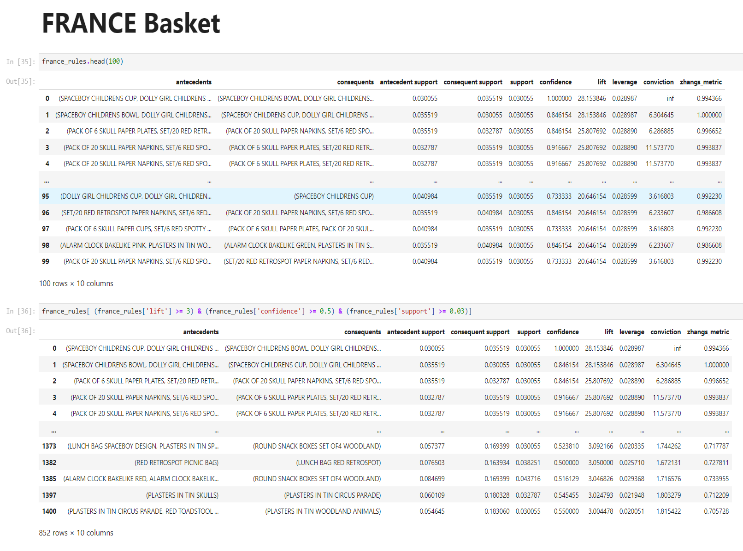 FRANCE Basket
In [35]: france_rules.head(100)
Out[35]:
antecedents consequents antecedent support consequent support support confidence lift leverage conviction zhangs_metric
0 (SPACEBOY CHILDRENS CUP, DOLLY GIRL CHILDRENS ... (SPACEBOY CHILDRENS BOWL, DOLLY GIRL CHILDRENS... 0.030055 0.035519 0.030055 1.000000 28.153846 0.028987 inf 0.994366
1 (SPACEBOY CHILDRENS BOWL, DOLLY GIRL CHILDRENS... (SPACEBOY CHILDRENS CUP, DOLLY GIRL CHILDRENS ... 0.035519 0.030055 0.030055 0.846154 28.153846 0.028987 6.304645 1.000000
2 (PACK OF 6 SKULL PAPER PLATES, SET/20 RED RETR... (PACK OF 20 SKULL PAPER NAPKINS, SET/6 RED SPO... 0.035519 0.032787 0.030055 0.846154 25.807692 0.028890 6.286885 0.996652
3 (PACK OF 20 SKULL PAPER NAPKINS, SET/6 RED SPO... (PACK OF 6 SKULL PAPER PLATES, SET/20 RED RETR... 0.032787 0.035519 0.030055 0.916667 25.807692 0.028890 11.573770 0.993837
4 (PACK OF 20 SKULL PAPER NAPKINS, SET/6 RED SPO... (PACK OF 6 SKULL PAPER PLATES, SET/20 RED RETR... 0.032787 0.035519 0.030055 0.916667 25.807692 0.028890 11.573770 0.993837
... ... ... ... ... ... ... ... ... ... ...
95 (DOLLY GIRL CHILDRENS CUP, DOLLY GIRL CHILDREN... (SPACEBOY CHILDRENS CUP) 0.040984 0.035519 0.030055 0.733333 20.646154 0.028599 3.616803 0.992230
96 (SET/20 RED RETROSPOT PAPER NAPKINS, SET/6 RED... (PACK OF 20 SKULL PAPER NAPKINS, SET/6 RED SPO... 0.035519 0.040984 0.030055 0.846154 20.646154 0.028599 6.233607 0.986608
97 (PACK OF 6 SKULL PAPER CUPS, SET/6 RED SPOTTY ... (PACK OF 6 SKULL PAPER PLATES, PACK OF 20 SKUL... 0.040984 0.035519 0.030055 0.733333 20.646154 0.028599 3.616803 0.992230
98 (ALARM CLOCK BAKELIKE PINK, PLASTERS IN TIN WO... (ALARM CLOCK BAKELIKE GREEN, PLASTERS IN TIN S... 0.035519 0.040984 0.030055 0.846154 20.646154 0.028599 6.233607 0.986608
99 (PACK OF 20 SKULL PAPER NAPKINS, SET/6 RED SPO... (SET/20 RED RETROSPOT PAPER NAPKINS, SET/6 RED... 0.040984 0.035519 0.030055 0.733333 20.646154 0.028599 3.616803 0.992230
100 rows × 10 columns
In [36]: france_rules[ (france_rules['lift'] >= 3) & (france_rules['confidence'] >= 0.5) & (france_rules['support'] >= 0.03)]
Out[36]:
antecedents consequents antecedent support consequent support support confidence lift leverage conviction zhangs_metric
0 (SPACEBOY CHILDRENS CUP, DOLLY GIRL CHILDRENS ... (SPACEBOY CHILDRENS BOWL, DOLLY GIRL CHILDRENS... 0.030055 0.035519 0.030055 1.000000 28.153846 0.028987 inf 0.994366
1 (SPACEBOY CHILDRENS BOWL, DOLLY GIRL CHILDRENS... (SPACEBOY CHILDRENS CUP, DOLLY GIRL CHILDRENS ... 0.035519 0.030055 0.030055 0.846154 28.153846 0.028987 6.304645 1.000000
2 (PACK OF 6 SKULL PAPER PLATES, SET/20 RED RETR... (PACK OF 20 SKULL PAPER NAPKINS, SET/6 RED SPO... 0.035519 0.032787 0.030055 0.846154 25.807692 0.028890 6.286885 0.996652
3 (PACK OF 20 SKULL PAPER NAPKINS, SET/6 RED SPO... (PACK OF 6 SKULL PAPER PLATES, SET/20 RED RETR... 0.032787 0.035519 0.030055 0.916667 25.807692 0.028890 11.573770 0.993837
4 (PACK OF 20 SKULL PAPER NAPKINS, SET/6 RED SPO... (PACK OF 6 SKULL PAPER PLATES, SET/20 RED RETR... 0.032787 0.035519 0.030055 0.916667 25.807692 0.028890 11.573770 0.993837
... ... ... ... ... ... ... ... ... ... ...
1373 (LUNCH BAG SPACEBOY DESIGN, PLASTERS IN TIN SP... (ROUND SNACK BOXES SET OF4 WOODLAND) 0.057377 0.169399 0.030055 0.523810 3.092166 0.020335 1.744262 0.717787
1382 (RED RETROSPOT PICNIC BAG) (LUNCH BAG RED RETROSPOT) 0.076503 0.163934 0.038251 0.500000 3.050000 0.025710 1.672131 0.727811
1385 (ALARM CLOCK BAKELIKE RED, ALARM CLOCK BAKELIK... (ROUND SNACK BOXES SET OF4 WOODLAND) 0.084699 0.169399 0.043716 0.516129 3.046826 0.029368 1.716576 0.733955
1397 (PLASTERS IN TIN SKULLS) (PLASTERS IN TIN CIRCUS PARADE) 0.060109 0.180328 0.032787 0.545455 3.024793 0.021948 1.803279 0.712209
1400 (PLASTERS IN TIN CIRCUS PARADE, RED TOADSTOOL ... (PLASTERS IN TIN WOODLAND ANIMALS) 0.054645 0.183060 0.030055 0.550000 3.004478 0.020051 1.815422 0.705728
852 rows × 10 columns